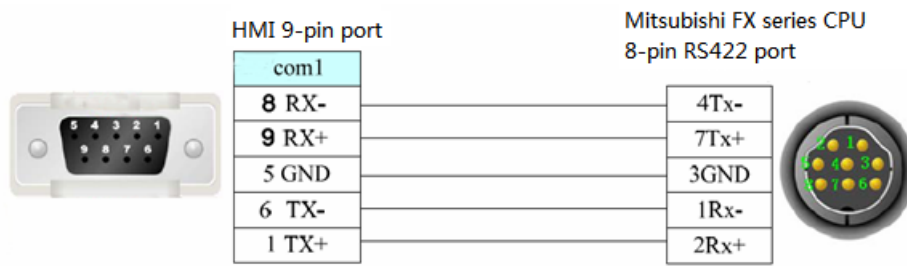 HMI 9-pin port
Mitsubishi FX series CPU
8-pin RS422 port
com1
8 RX-
9 RX+
5 GND
6 TX-
1 TX+
4Tx-
7Tx+
3GND
1Rx-
2Rx+
5 4 3 2 1
9 8 7 6
2 1
5 4 3
8 7 6